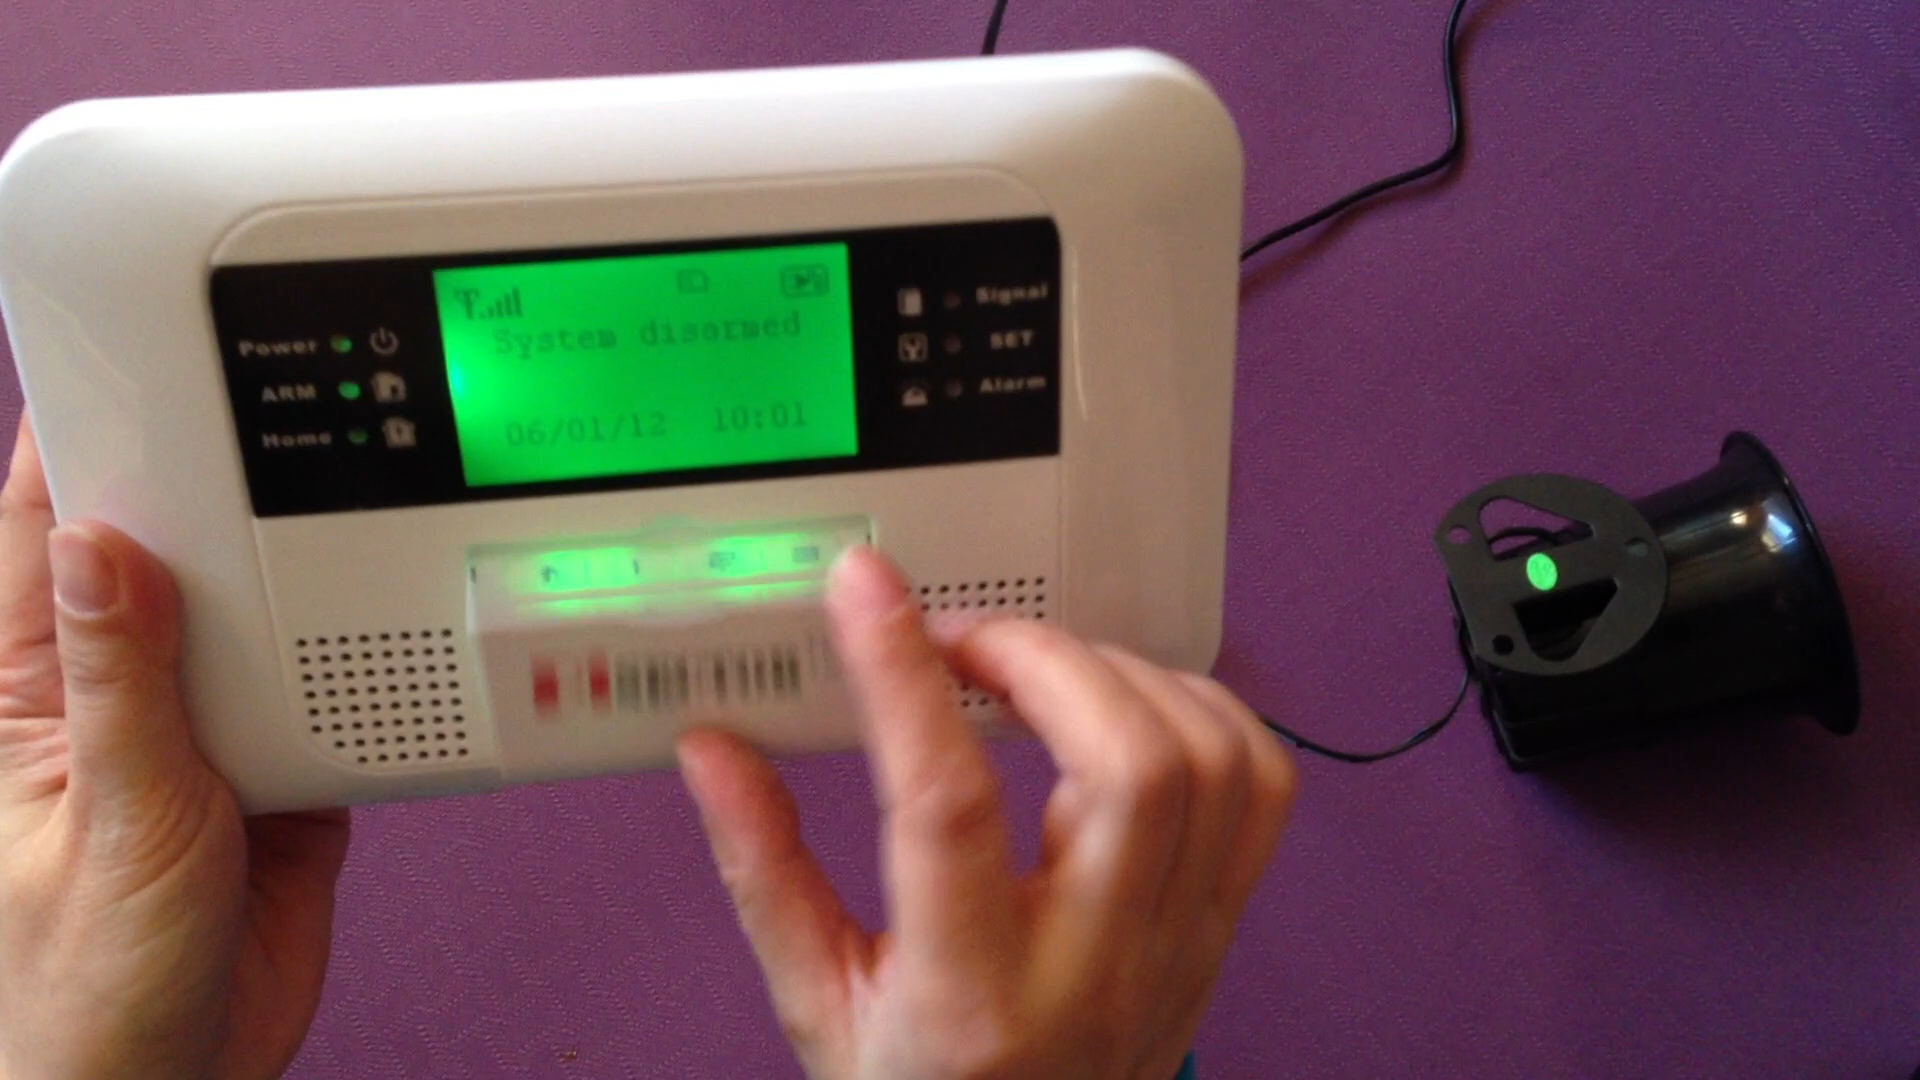 System disarmed
06/01/12 10:01
Power
ARM
Home
Signal
SET
Alarm